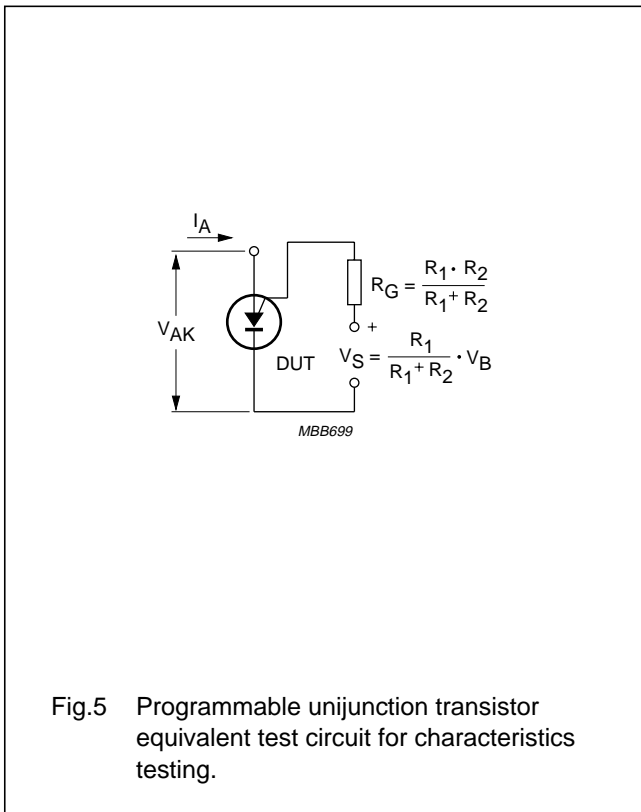 I_A
R_G = R_1 · R_2 / R_1 + R_2
V_AK
+
DUT
V_S = R_1 / R_1 + R_2 · V_B
MBB699
Fig.5 Programmable unijunction transistor
equivalent test circuit for characteristics
testing.